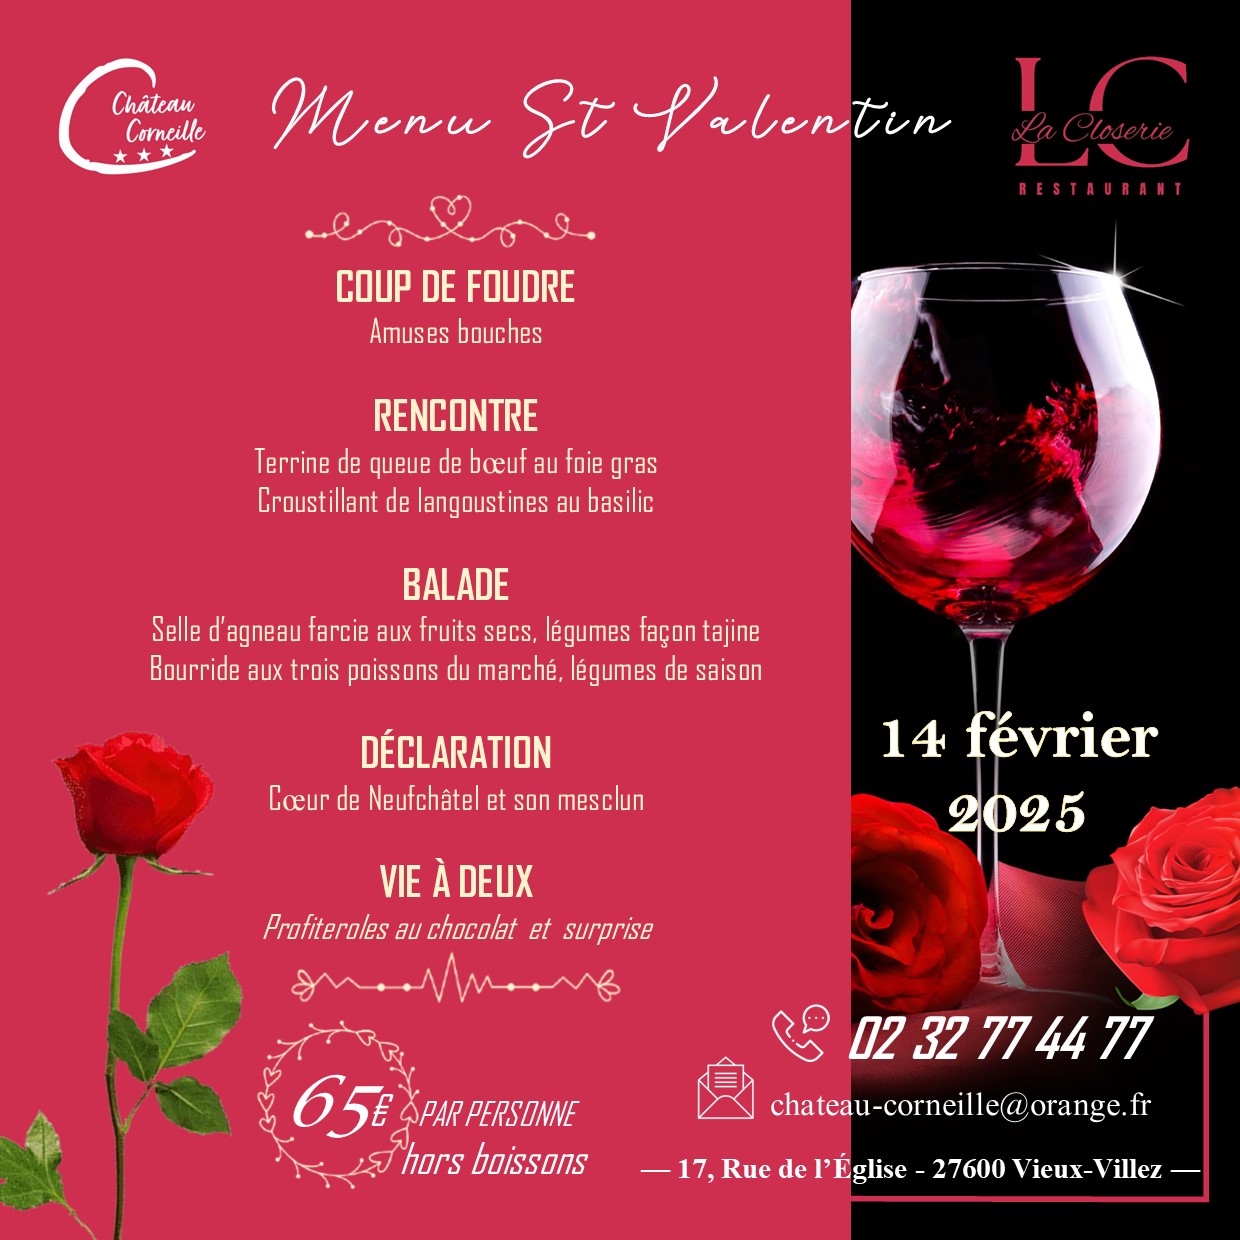 Château
Corneille
Menu St Valentin
LC
La Closerie
RESTAURANT
COUP DE FOUDRE
Amuses bouches
RENCONTRE
Terrine de queue de bœuf au foie gras
Croustillant de langoustines au basilic
BALADE
Selle d’agneau farcie aux fruits secs, légumes façon tajine
Bourride aux trois poissons du marché, légumes de saison
DÉCLARATION
Cœur de Neufchâtel et son mesclun
VIE À DEUX
Profiteroles au chocolat et surprise
14 février
2025
65€ PAR PERSONNE
hors boissons
02 32 77 44 77
chateau-corneille@orange.fr
— 17, Rue de l’Église - 27600 Vieux-Villez —